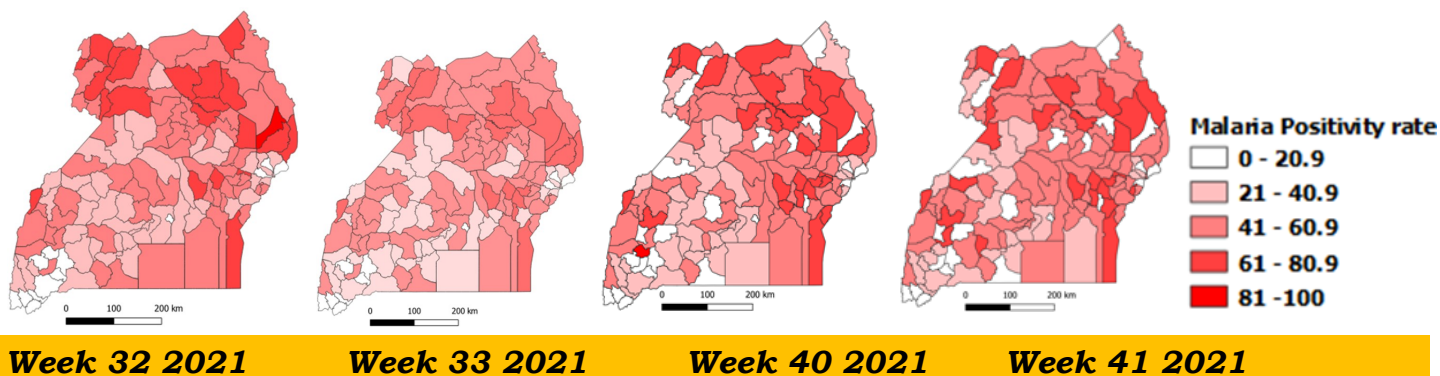 Malaria Positivity rate
0 - 20.9
21 - 40.9
41 - 60.9
61 - 80.9
81 -100
0 100 200 km
0 100 200 km
0 100 200 km
0 100 200 km
Week 32 2021 Week 33 2021 Week 40 2021 Week 41 2021